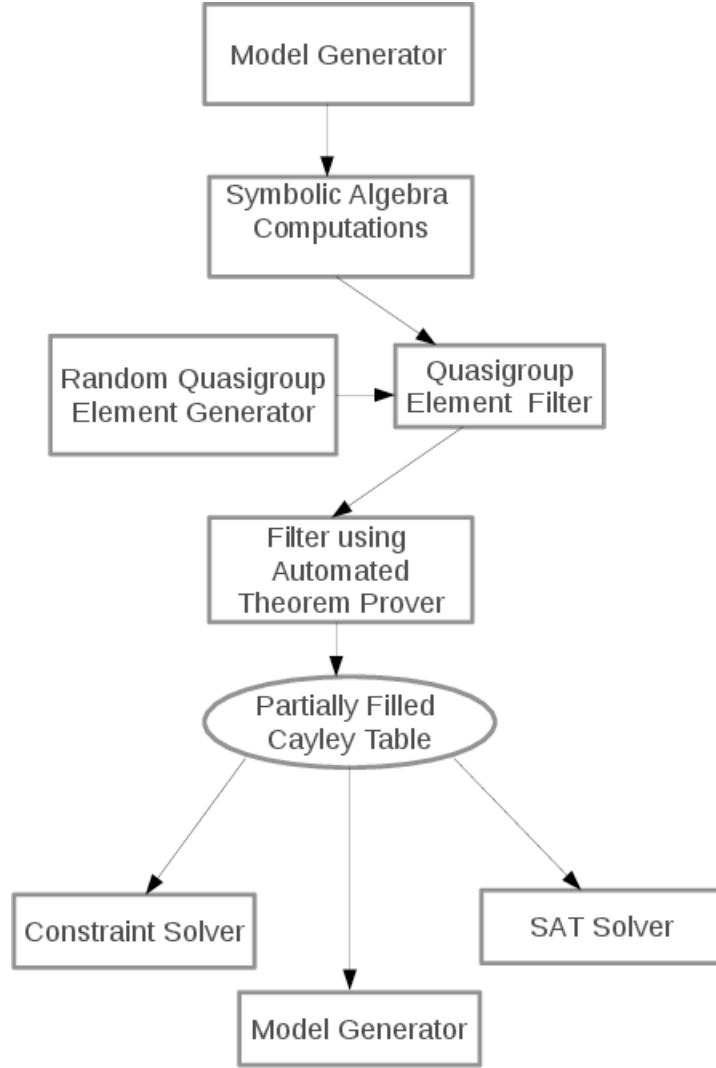 Model Generator
Symbolic Algebra
Computations
Random Quasigroup
Element Generator
Quasigroup
Element Filter
Filter using
Automated
Theorem Prover
Partially Filled
Cayley Table
Constraint Solver
SAT Solver
Model Generator